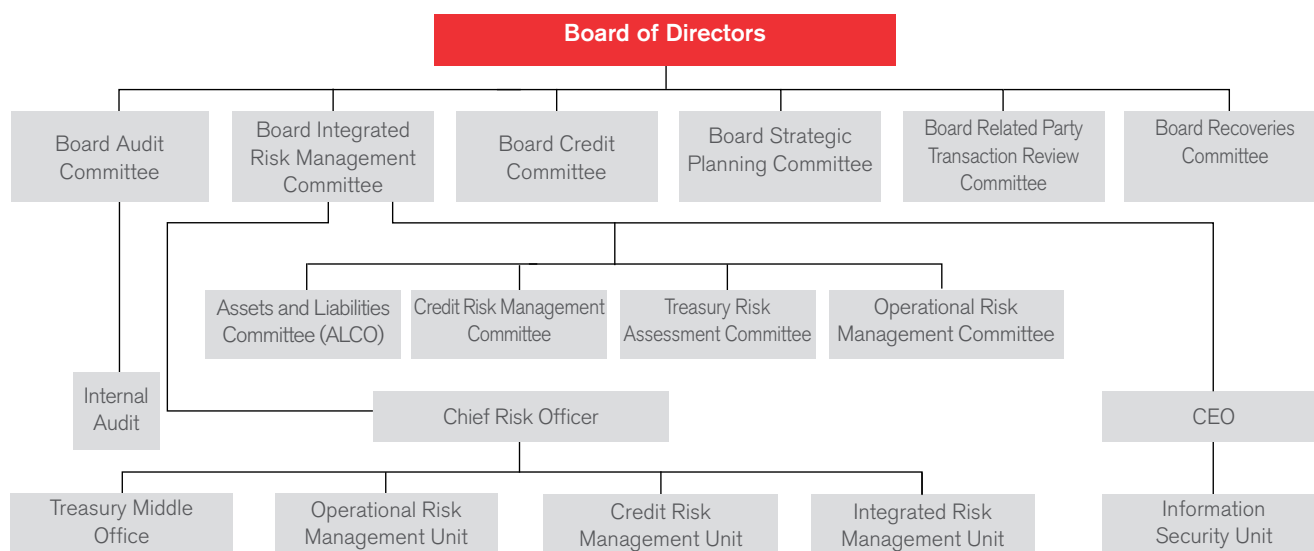 Board of Directors
Board Audit
Committee
Board Integrated
Risk Management
Committee
Board Credit
Committee
Board Strategic
Planning Committee
Board Related Party
Transaction Review
Committee
Board Recoveries
Committee
Assets and Liabilities
Committee (ALCO)
Credit Risk Management
Committee
Treasury Risk
Assessment Committee
Operational Risk
Management Committee
Internal
Audit
Chief Risk Officer
CEO
Treasury Middle
Office
Operational Risk
Management Unit
Credit Risk
Management Unit
Integrated Risk
Management Unit
Information
Security Unit